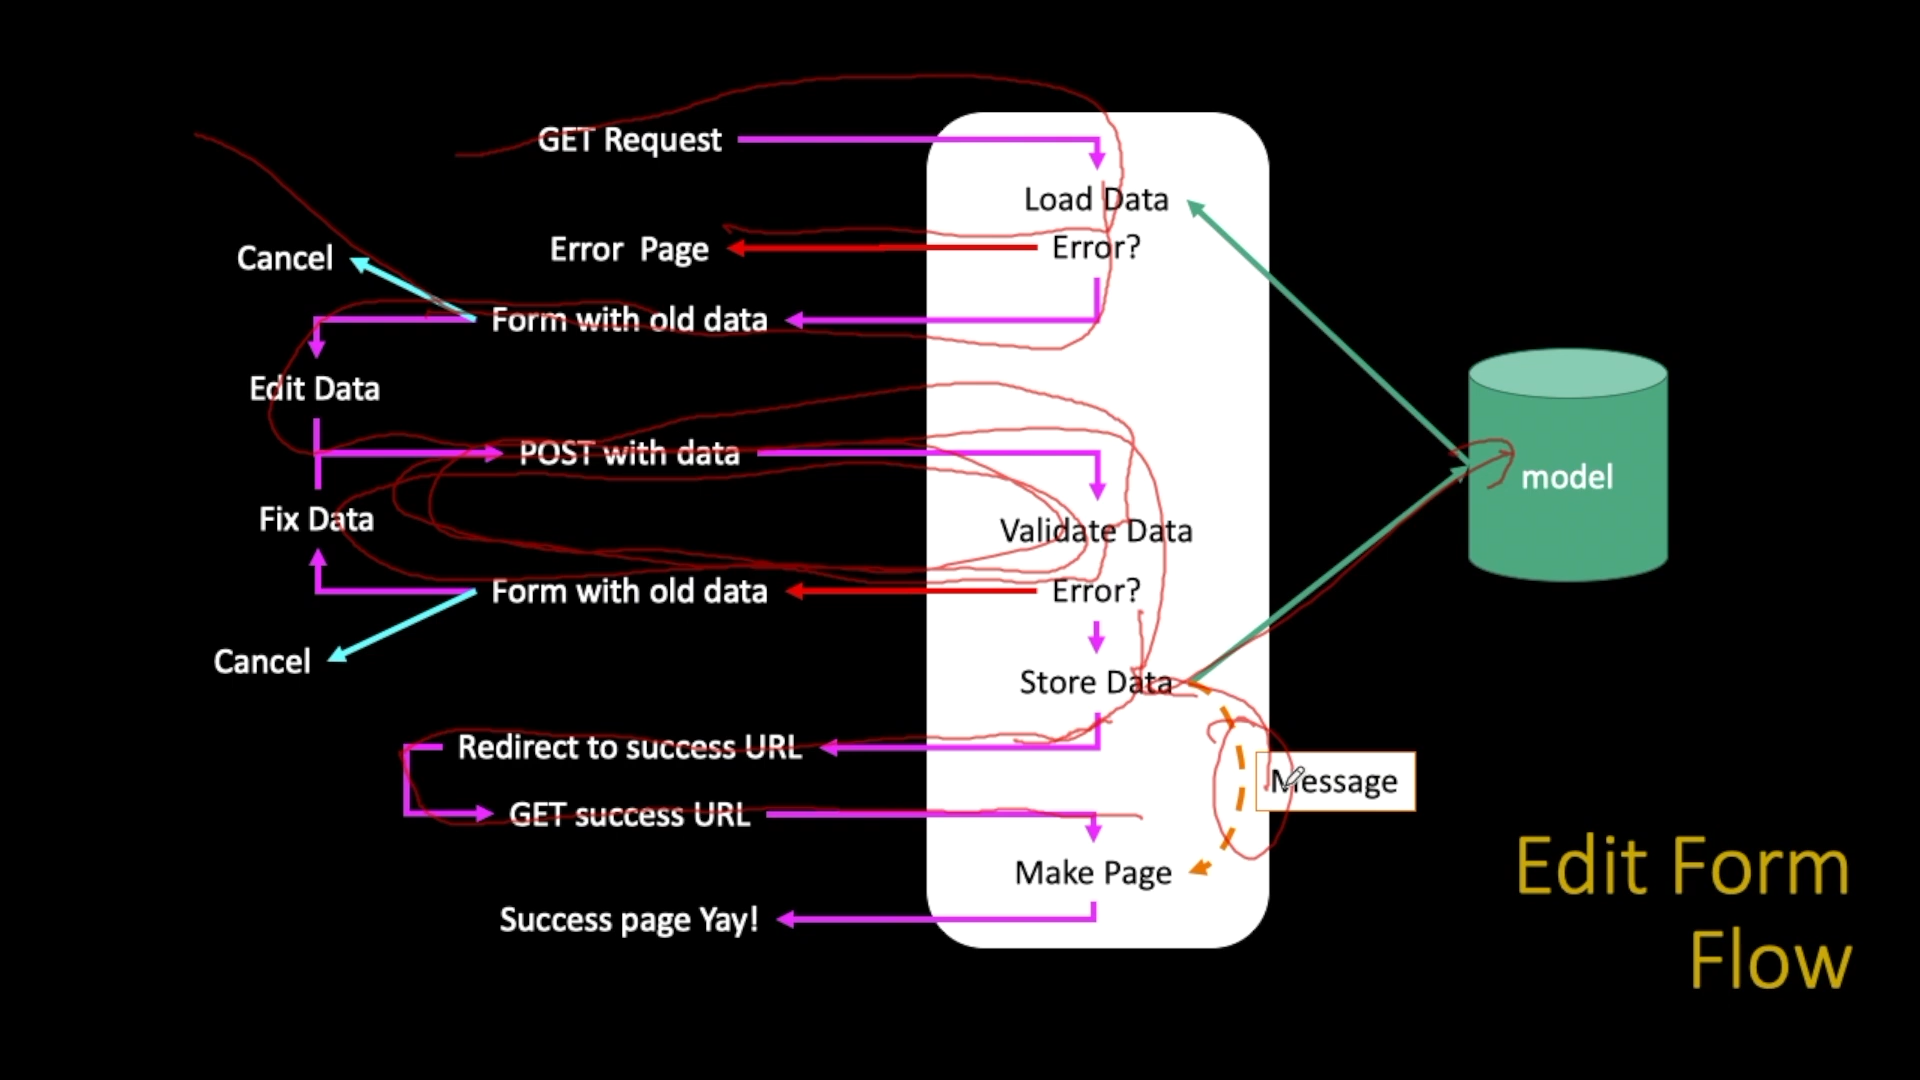 GET Request
Load Data
Error Page
Error?
Cancel
Form with old data
Edit Data
POST with data
model
Fix Data
Validate Data
Form with old data
Error?
Cancel
Store Data
Redirect to success URL
Message
GET success URL
Make Page
Success page Yay!
Edit Form
Flow